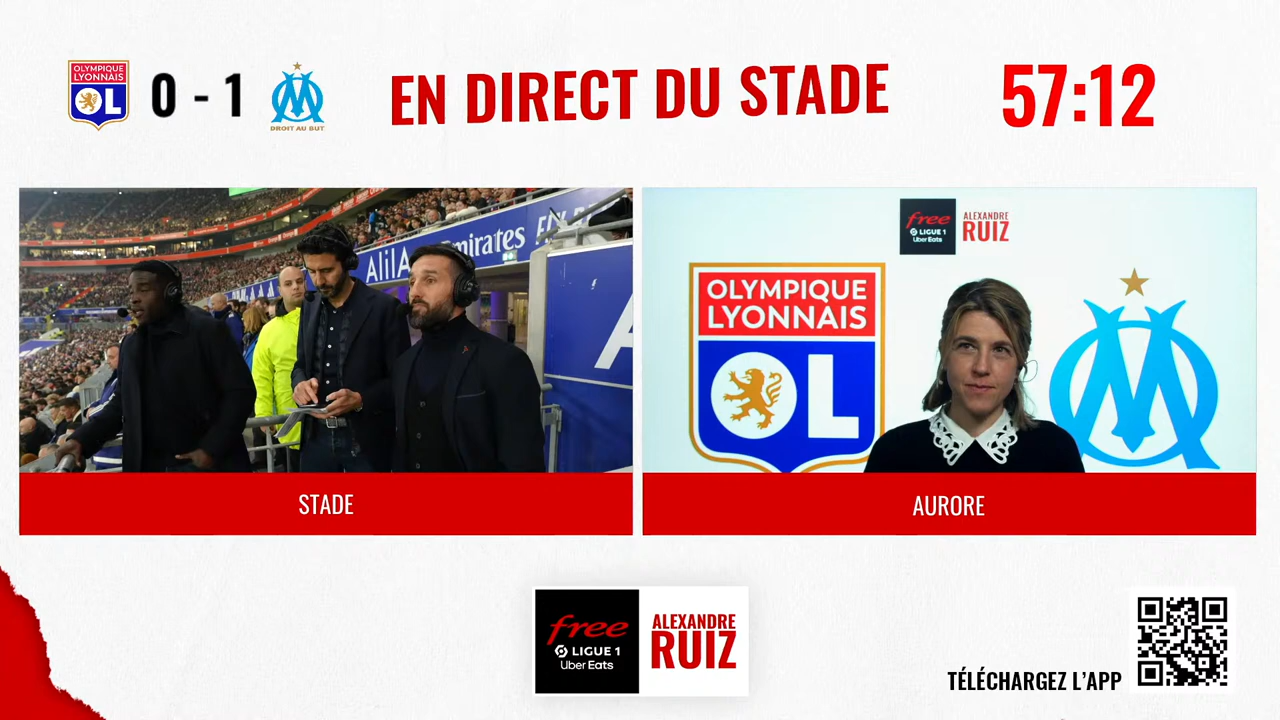 OLYMPIQUE
LYONNAIS
OL
0 - 1
DROIT AU BUT
EN DIRECT DU STADE
57:12
Emirates
free
LIGUE 1
Uber Eats
ALEXANDRE
RUIZ
OLYMPIQUE
LYONNAIS
OL
STADE
AURORE
free
LIGUE 1
Uber Eats
ALEXANDRE
RUIZ
TÉLÉCHARGEZ L'APP